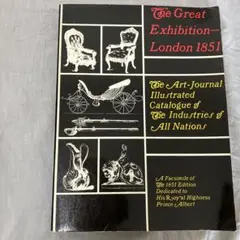 The Great
Exhibition—
London 1851
The Art-Journal
Illustrated
Catalogue of
The Industries of
All Nations
A Facsimile of
The 1851 Edition
Dedicated to
His Royal Highness
Prince Albert